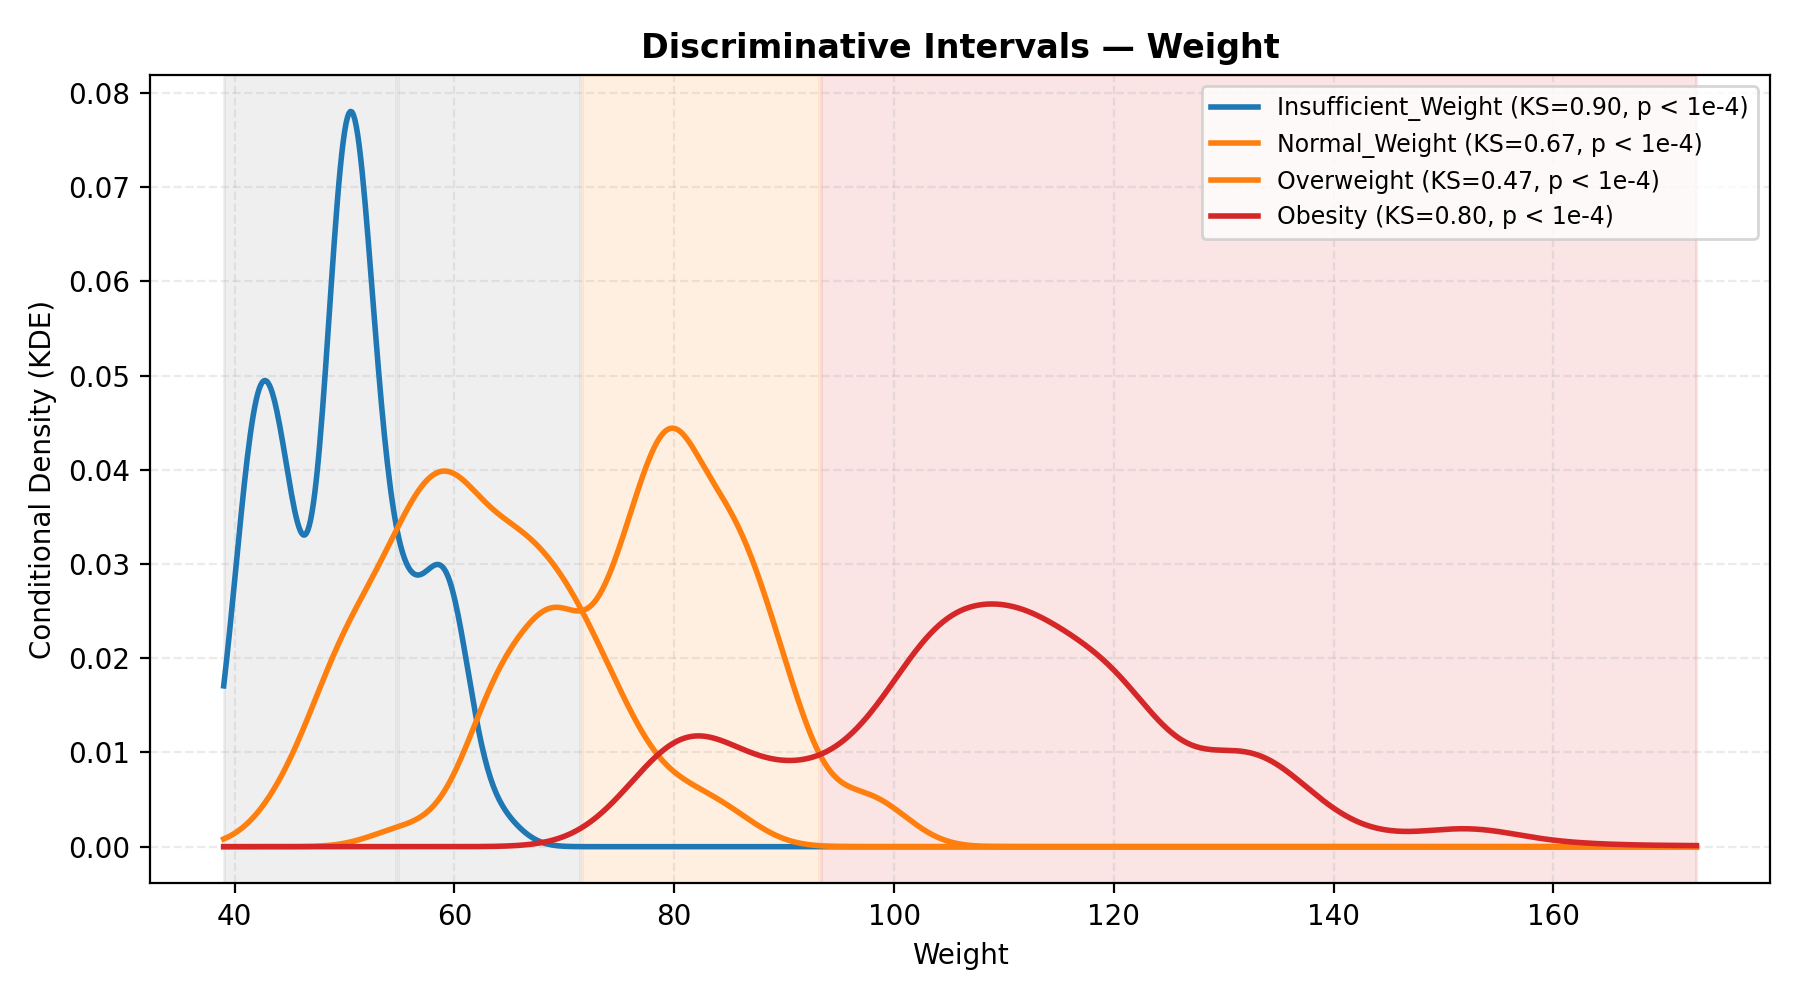 Discriminative Intervals — Weight
Insufficient_Weight (KS=0.90, p < 1e-4)
Normal_Weight (KS=0.67, p < 1e-4)
Overweight (KS=0.47, p < 1e-4)
Obesity (KS=0.80, p < 1e-4)
Conditional Density (KDE)
0.08
0.07
0.06
0.05
0.04
0.03
0.02
0.01
0.00
40 60 80 100 120 140 160
Weight